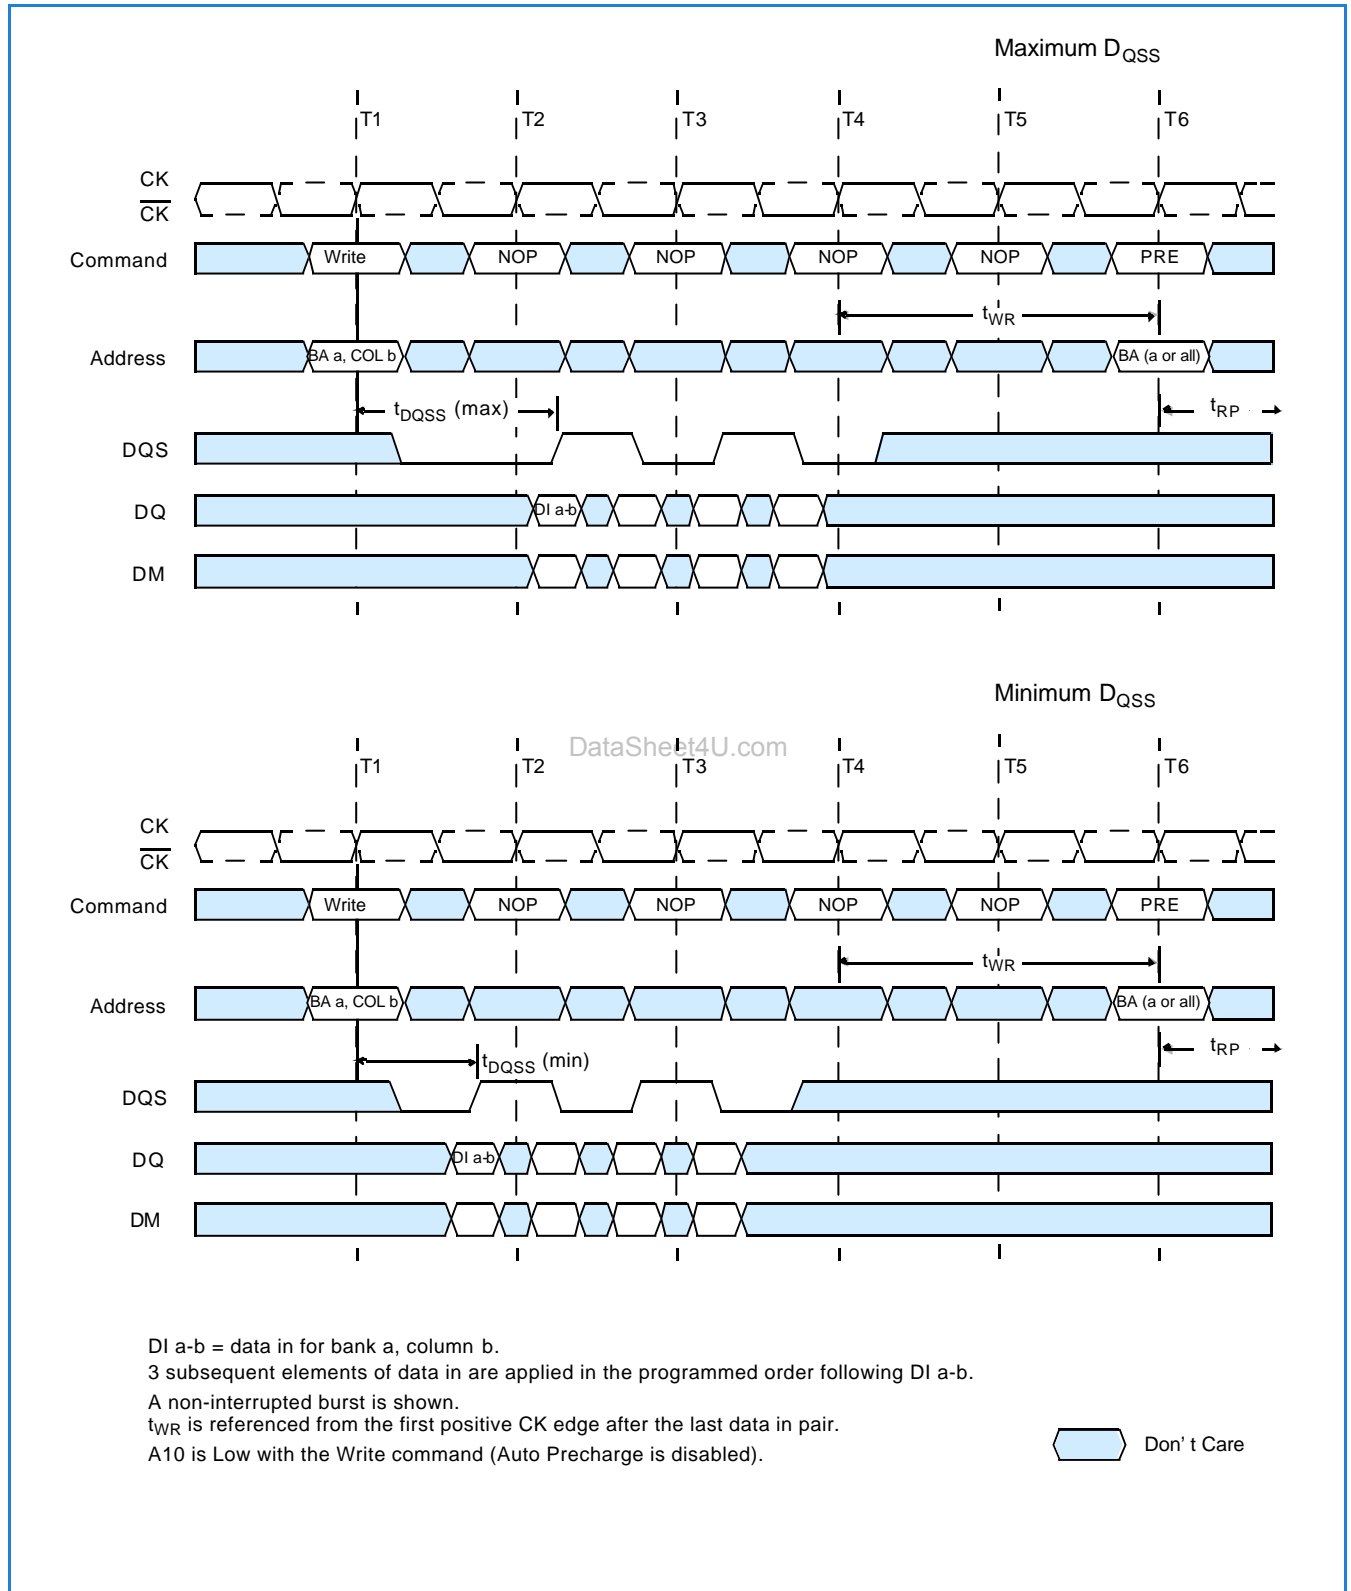 Maximum DQSS
T1 T2 T3 T4 T5 T6
CK
CK
Command Write NOP NOP NOP NOP PRE
tWR
Address BA a, COL b BA (a or all)
tDQSS (max) tRP
DQS
DQ DI a-b
DM
Minimum DQSS
DataSheet4U.com
T1 T2 T3 T4 T5 T6
CK
CK
Command Write NOP NOP NOP NOP PRE
tWR
Address BA a, COL b BA (a or all)
tDQSS (min) tRP
DQS
DQ DI a-b
DM
DI a-b = data in for bank a, column b.
3 subsequent elements of data in are applied in the programmed order following DI a-b.
A non-interrupted burst is shown.
tWR is referenced from the first positive CK edge after the last data in pair.
A10 is Low with the Write command (Auto Precharge is disabled).
Don' t Care